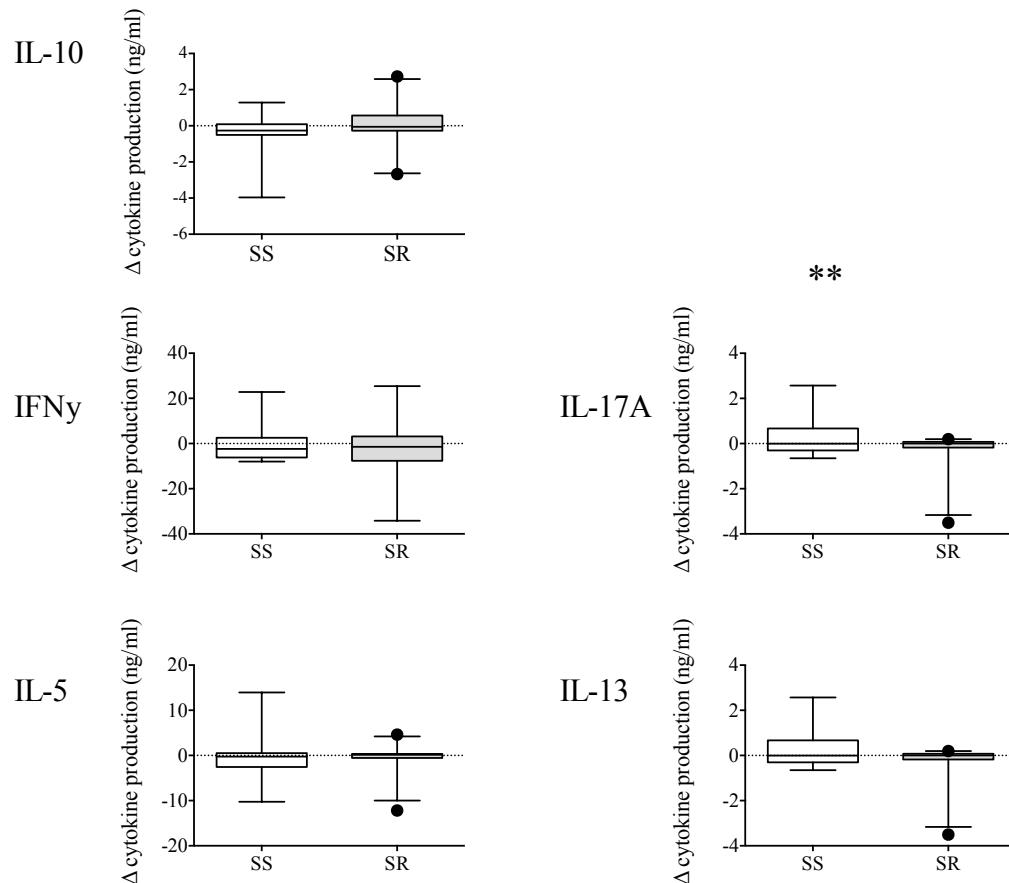 IL-10
Δ cytokine production (ng/ml)
4
2
0
-2
-4
-6
SS SR
IFNy
Δ cytokine production (ng/ml)
40
20
0
-20
-40
SS SR
**
IL-17A
Δ cytokine production (ng/ml)
4
2
0
-2
-4
SS SR
IL-5
Δ cytokine production (ng/ml)
20
10
0
-10
-20
SS SR
IL-13
Δ cytokine production (ng/ml)
4
2
0
-2
-4
SS SR